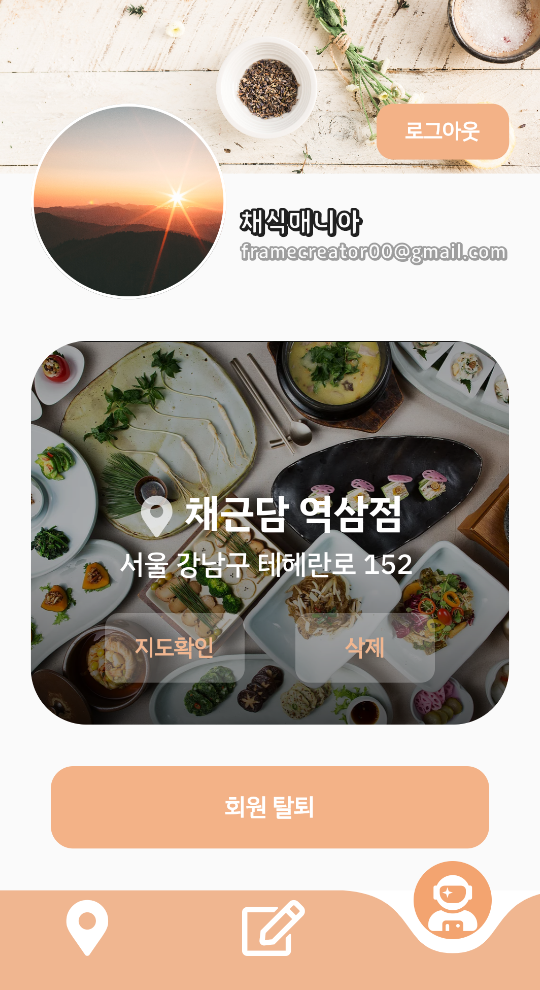 로그아웃
채식매니아
framecreator00@gmail.com
채근담 역삼점
서울 강남구 테헤란로 152
지도확인
삭제
회원 탈퇴